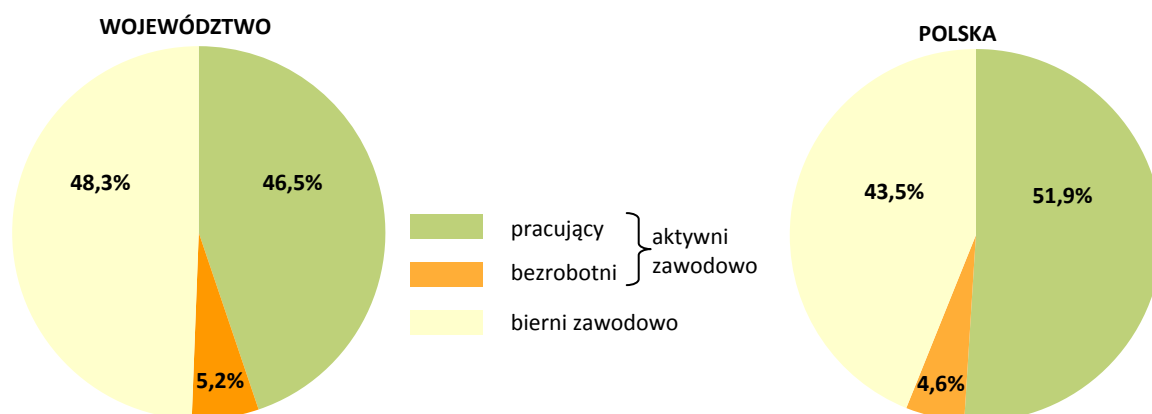 WOJEWÓDZTWO
48,3%
46,5%
5,2%
pracujący
bezrobotni
aktywni
zawodowo
bierni zawodowo
POLSKA
43,5%
51,9%
4,6%